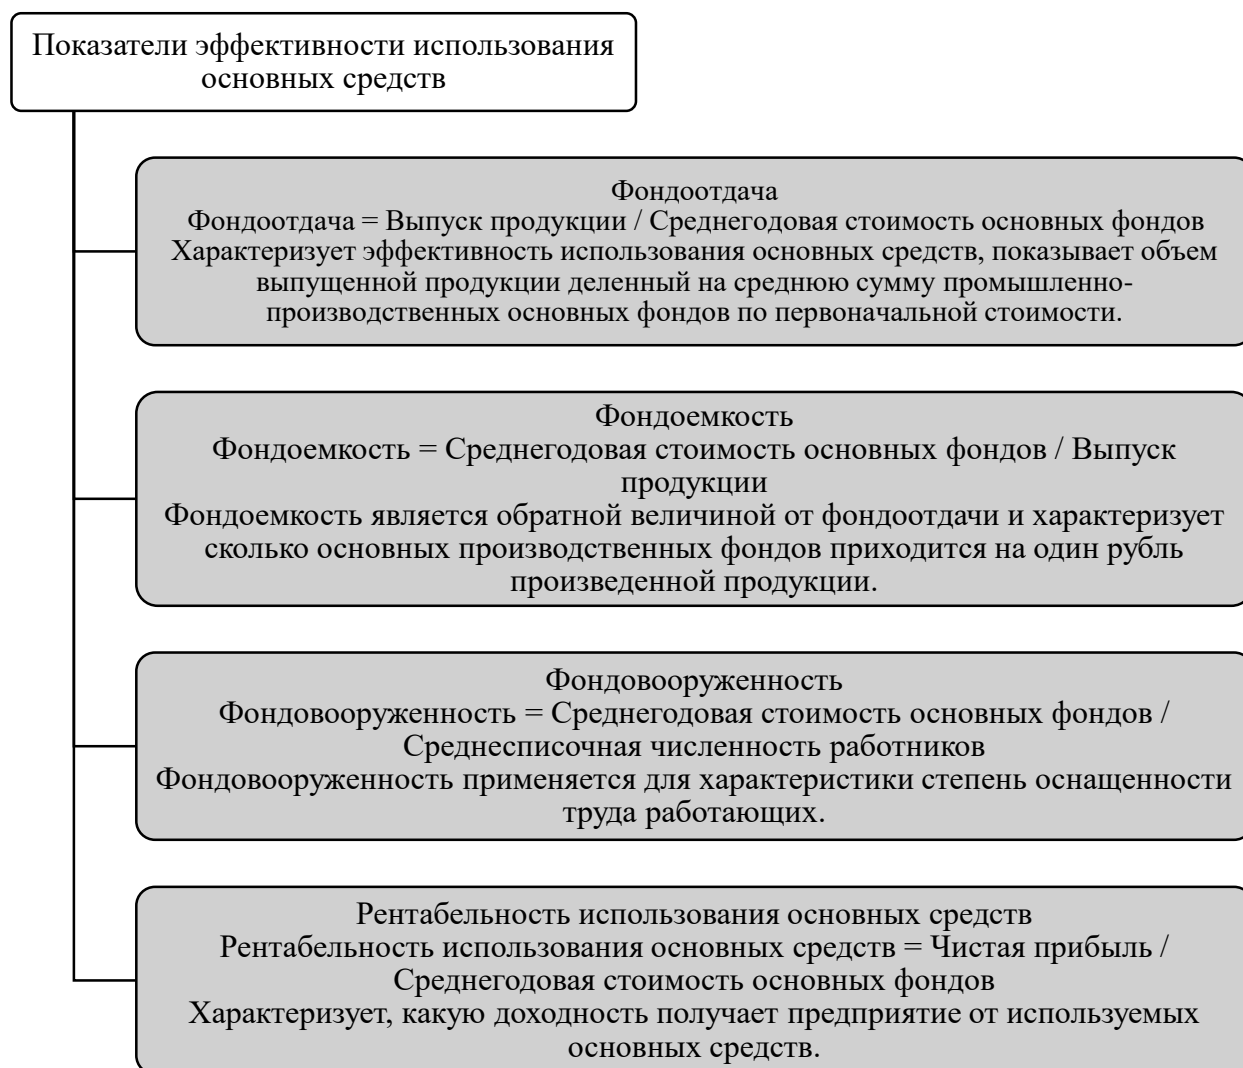 Показатели эффективности использования
основных средств
Фондоотдача
Фондоотдача = Выпуск продукции / Среднегодовая стоимость основных фондов
Характеризует эффективность использования основных средств, показывает объем
выпущенной продукции деленный на среднюю сумму промышленно-
производственных основных фондов по первоначальной стоимости.
Фондоемкость
Фондоемкость = Среднегодовая стоимость основных фондов / Выпуск
продукции
Фондоемкость является обратной величиной от фондоотдачи и характеризует
сколько основных производственных фондов приходится на один рубль
произведенной продукции.
Фондовооруженность
Фондовооруженность = Среднегодовая стоимость основных фондов /
Среднесписочная численность работников
Фондовооруженность применяется для характеристики степень оснащенности
труда работающих.
Рентабельность использования основных средств
Рентабельность использования основных средств = Чистая прибыль /
Среднегодовая стоимость основных фондов
Характеризует, какую доходность получает предприятие от используемых
основных средств.